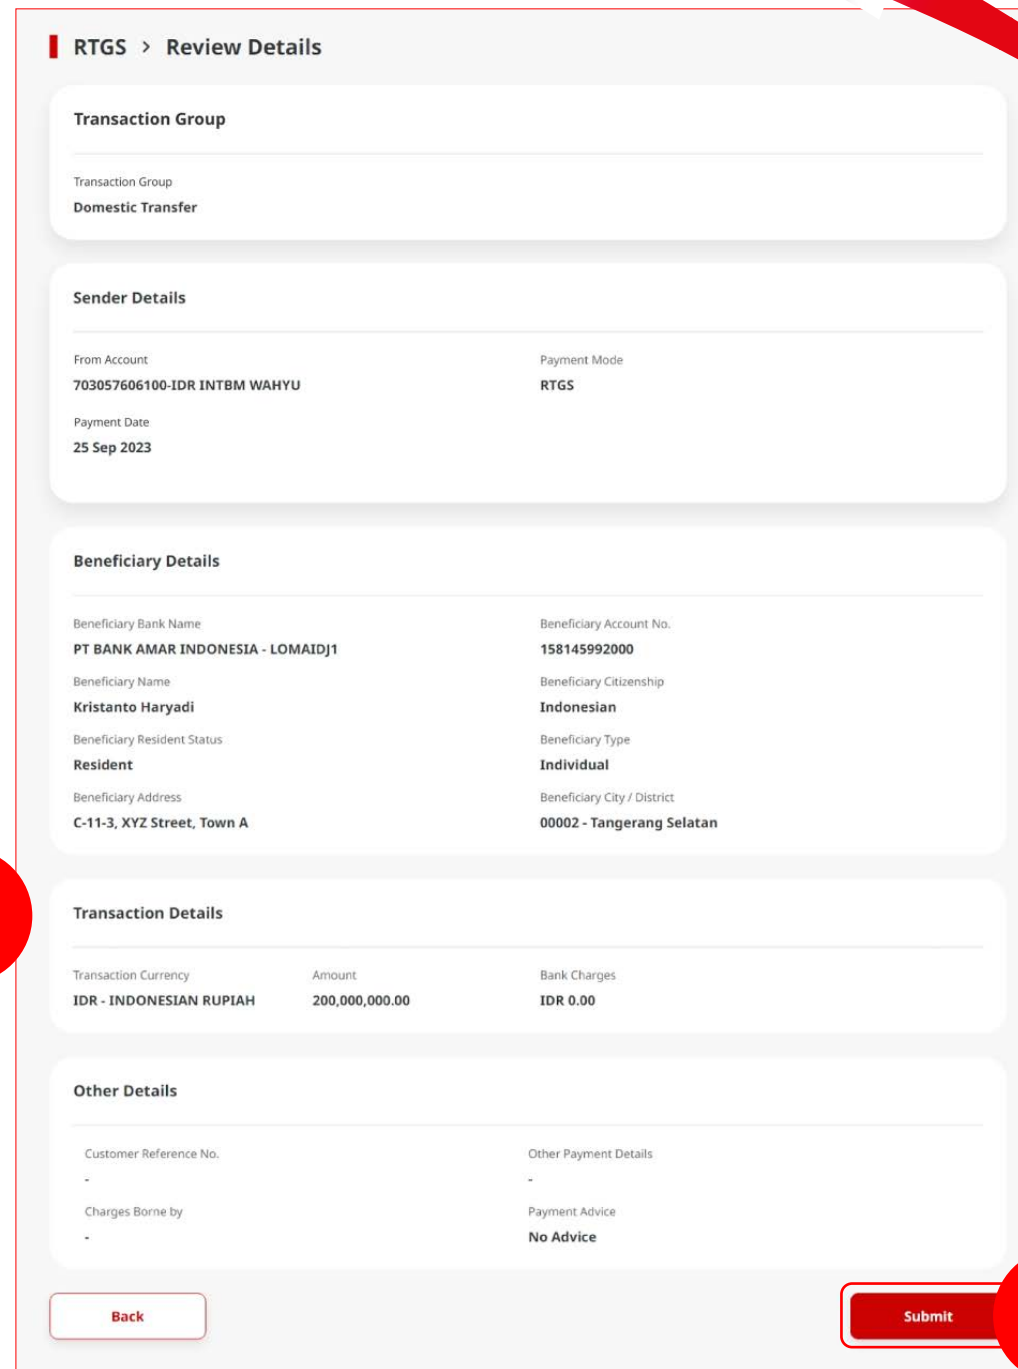 RTGS > Review Details
Transaction Group
Transaction Group
Domestic Transfer
Sender Details
From Account Payment Mode
703057606100-IDR INTBM WAHYU RTGS
Payment Date
25 Sep 2023
Beneficiary Details
Beneficiary Bank Name Beneficiary Account No.
PT BANK AMAR INDONESIA - LOMAIDJ1 158145992000
Beneficiary Name Beneficiary Citizenship
Kristanto Haryadi Indonesian
Beneficiary Resident Status Beneficiary Type
Resident Individual
Beneficiary Address Beneficiary City / District
C-11-3, XYZ Street, Town A 00002 - Tangerang Selatan
Transaction Details
Transaction Currency Amount Bank Charges
IDR - INDONESIAN RUPIAH 200,000,000.00 IDR 0.00
Other Details
Customer Reference No. Other Payment Details
- -
Charges Borne by Payment Advice
- No Advice
Back Submit